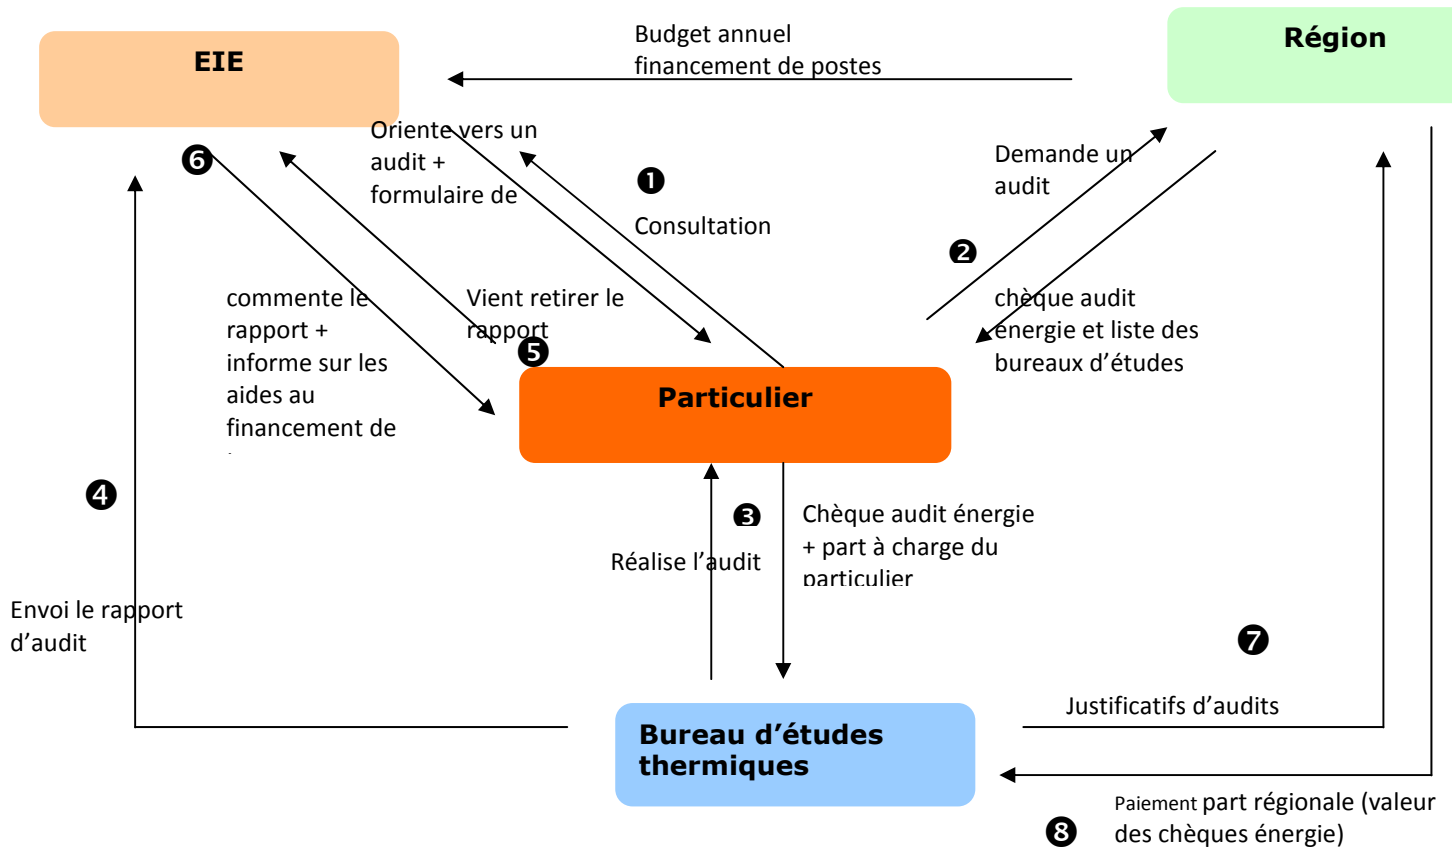 EIE
Budget annuel
financement de postes
Région
Oriente vers un
audit +
formulaire de
❻
❶
Consultation
Demande un
audit
❷
commente le
rapport +
informe sur les
aides au
financement de
Vient retirer le
rapport
❺
chèque audit
énergie et liste des
bureaux d’études
Particulier
❹
❸
Réalise l’audit
Chèque audit énergie
+ part à charge du
particulier
Envoi le rapport
d’audit
❼
Justificatifs d’audits
Bureau d’études
thermiques
❽
Paiement part régionale (valeur
des chèques énergie)